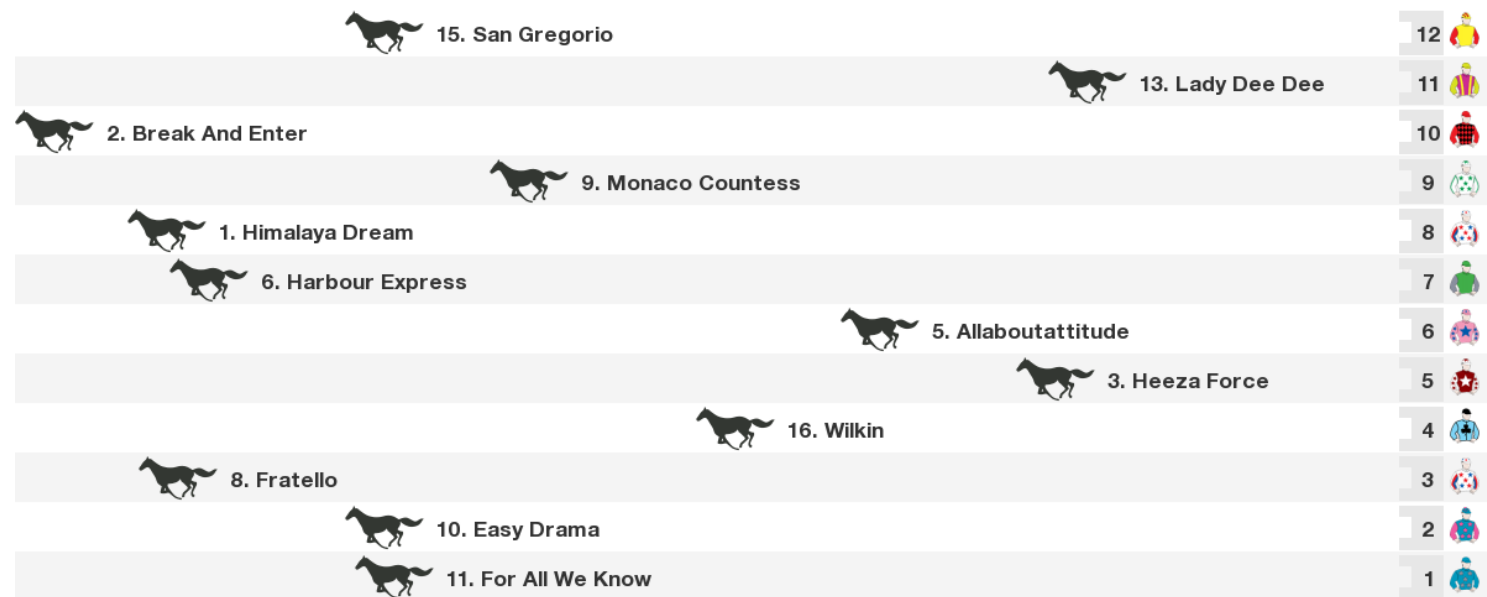 15. San Gregorio 12
13. Lady Dee Dee 11
2. Break And Enter 10
9. Monaco Countess 9
1. Himalaya Dream 8
6. Harbour Express 7
5. Allaboutattitude 6
3. Heeza Force 5
16. Wilkin 4
8. Fratello 3
10. Easy Drama 2
11. For All We Know 1